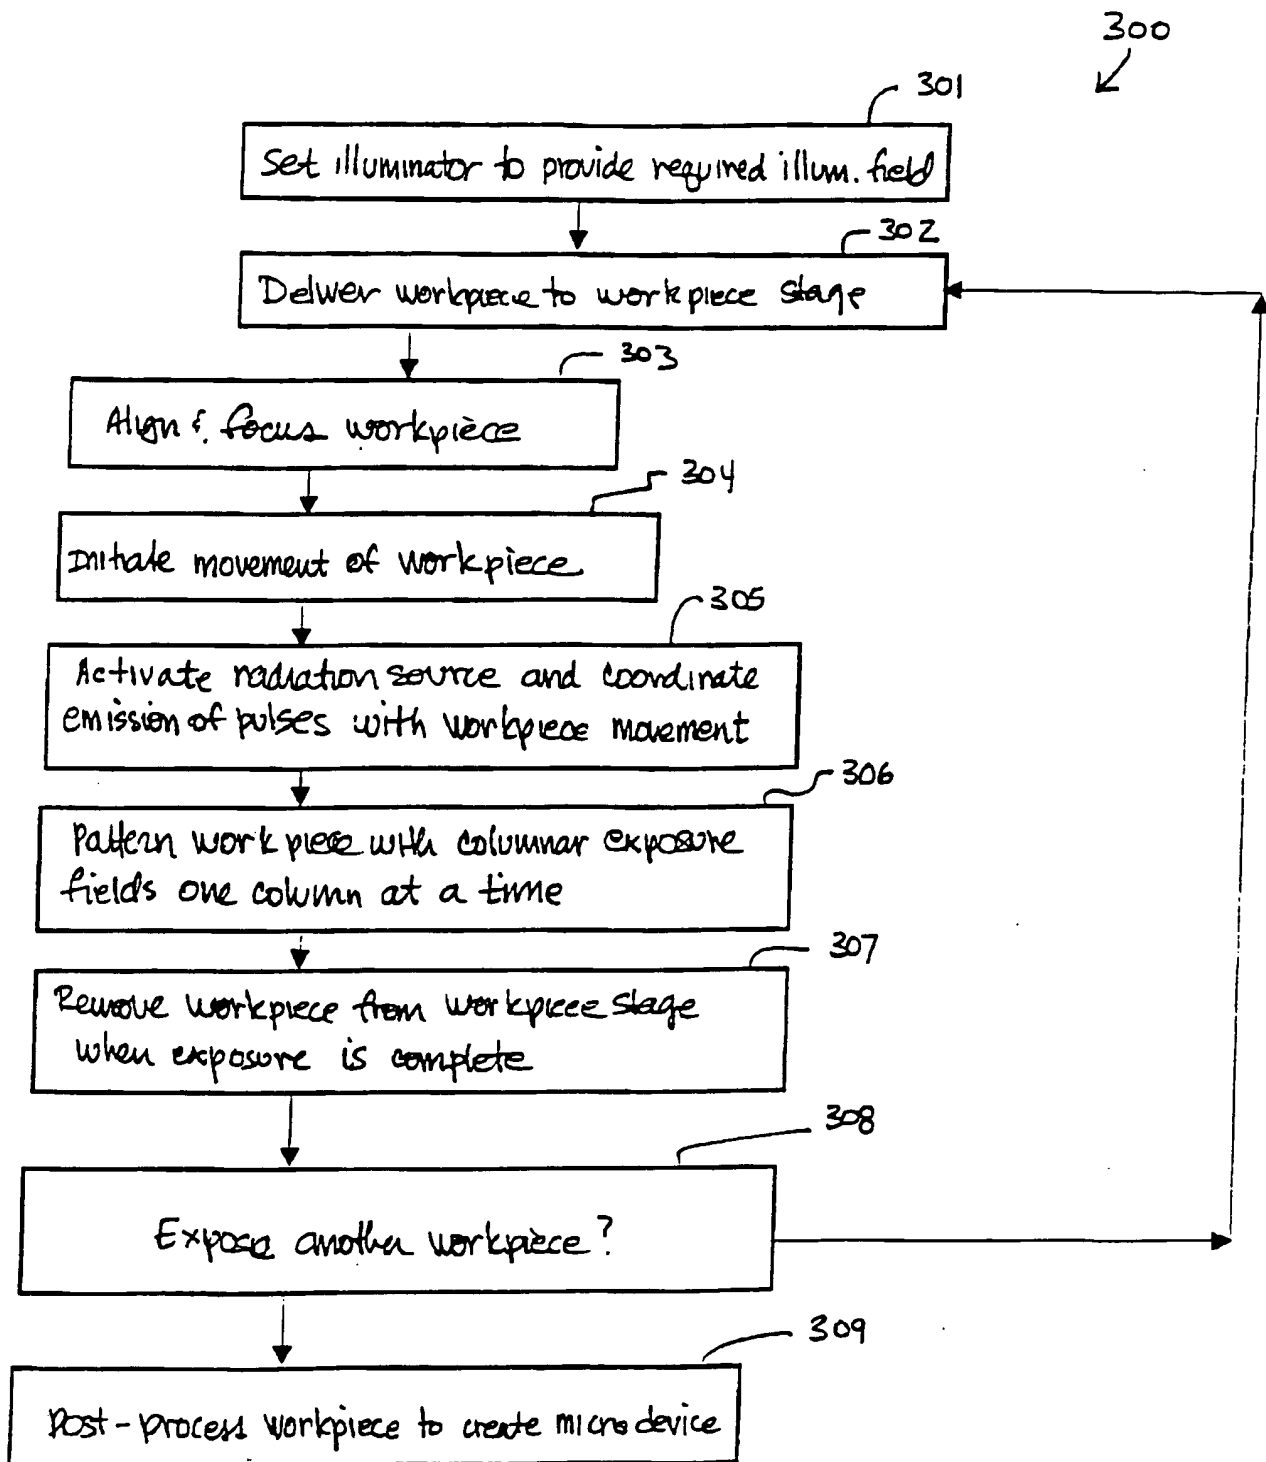 300
301
Set illuminator to provide required illum. field
302
Deliver workpiece to workpiece stage
303
Align & focus workpiece
304
Initiate movement of workpiece
305
Activate radiation source and coordinate
emission of pulses with workpiece movement
306
Pattern workpiece with columnar exposure
fields one column at a time
307
Remove workpiece from workpiece stage
when exposure is complete
308
Expose another workpiece?
309
Post-process workpiece to create microdevice